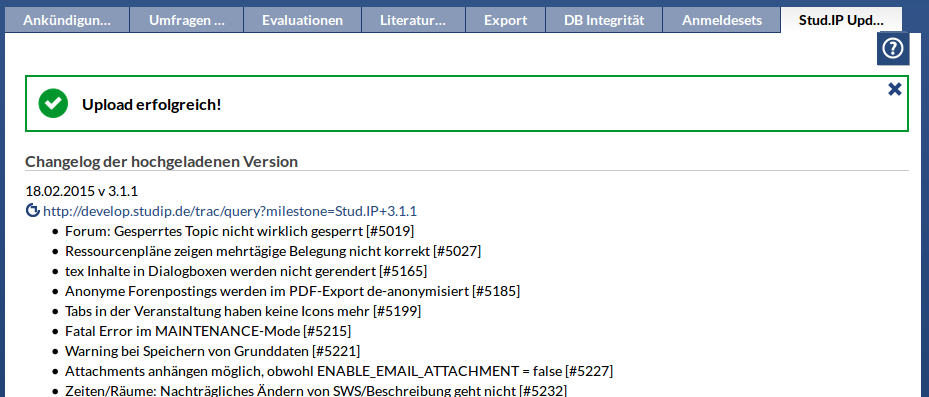 Ankündigun... Umfragen ... Evaluationen Literatur... Export DB Integrität Anmeldesets Stud.IP Upd...
Upload erfolgreich!
Changelog der hochgeladenen Version
18.02.2015 v 3.1.1
http://develop.studip.de/trac/query?milestone=Stud.IP+3.1.1
• Forum: Gesperrtes Topic nicht wirklich gesperrt [#5019]
• Ressourcenpläne zeigen mehrtägige Belegung nicht korrekt [#5027]
• tex Inhalte in Dialogboxen werden nicht gerendert [#5165]
• Anonyme Forenpostings werden im PDF-Export de-anonymisiert [#5185]
• Tabs in der Veranstaltung haben keine Icons mehr [#5199]
• Fatal Error im MAINTENANCE-Mode [#5215]
• Warning bei Speichern von Grunddaten [#5221]
• Attachments anhängen möglich, obwohl ENABLE_EMAIL_ATTACHMENT = false [#5227]
• Zeiten/Räume: Nachträgliches Ändern von SWS/Beschreibung geht nicht [#5232]